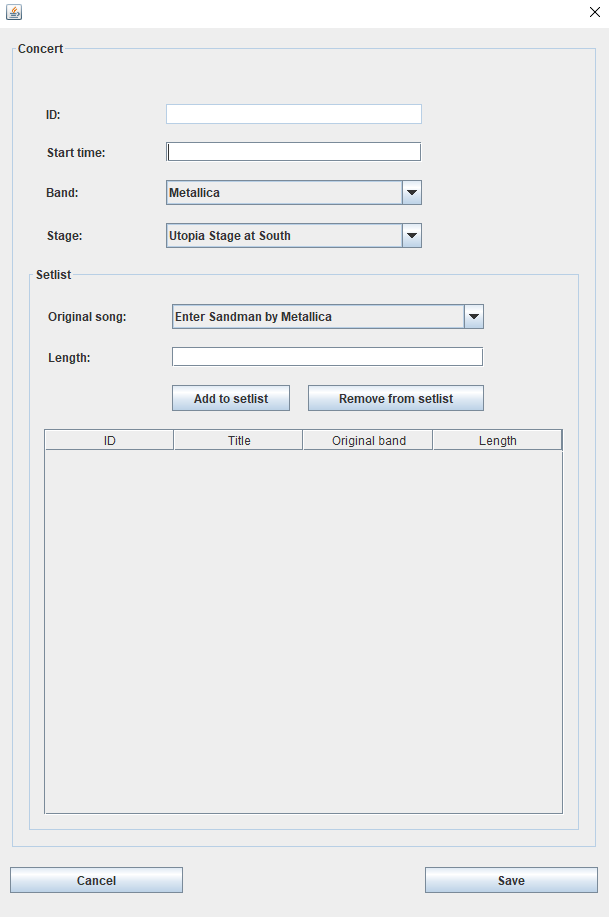 Concert
ID:
Start time:
Band: Metallica
Stage: Utopia Stage at South
Setlist
Original song: Enter Sandman by Metallica
Length:
Add to setlist Remove from setlist
ID Title Original band Length
Cancel Save